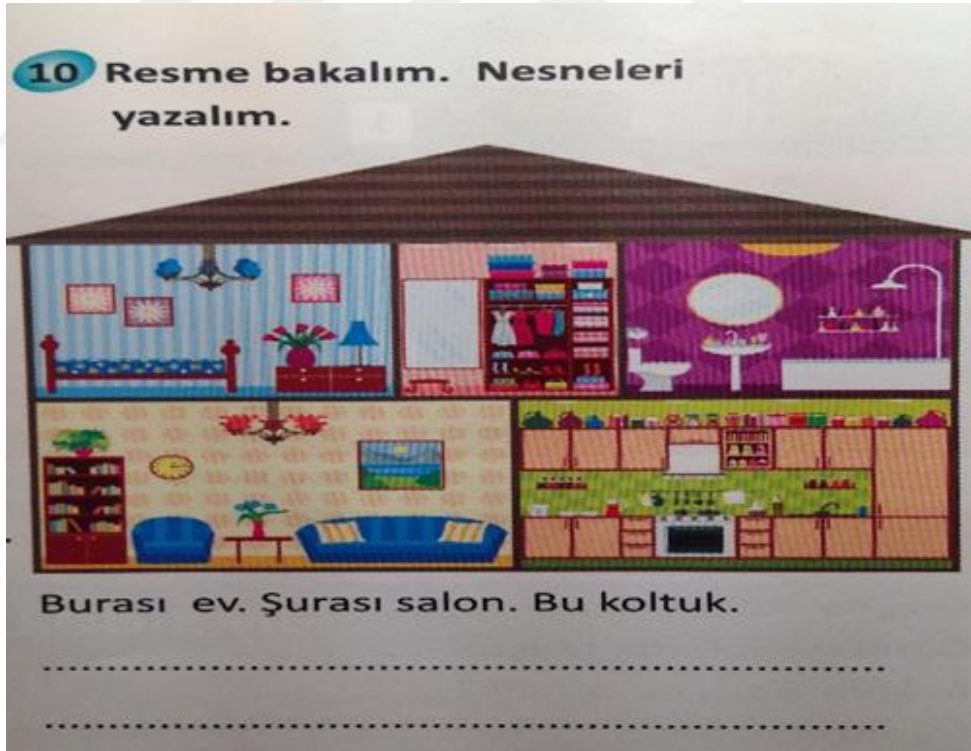 10 Resme bakalım. Nesneleri
yazalım.
Burası ev. Şurası salon. Bu koltuk.